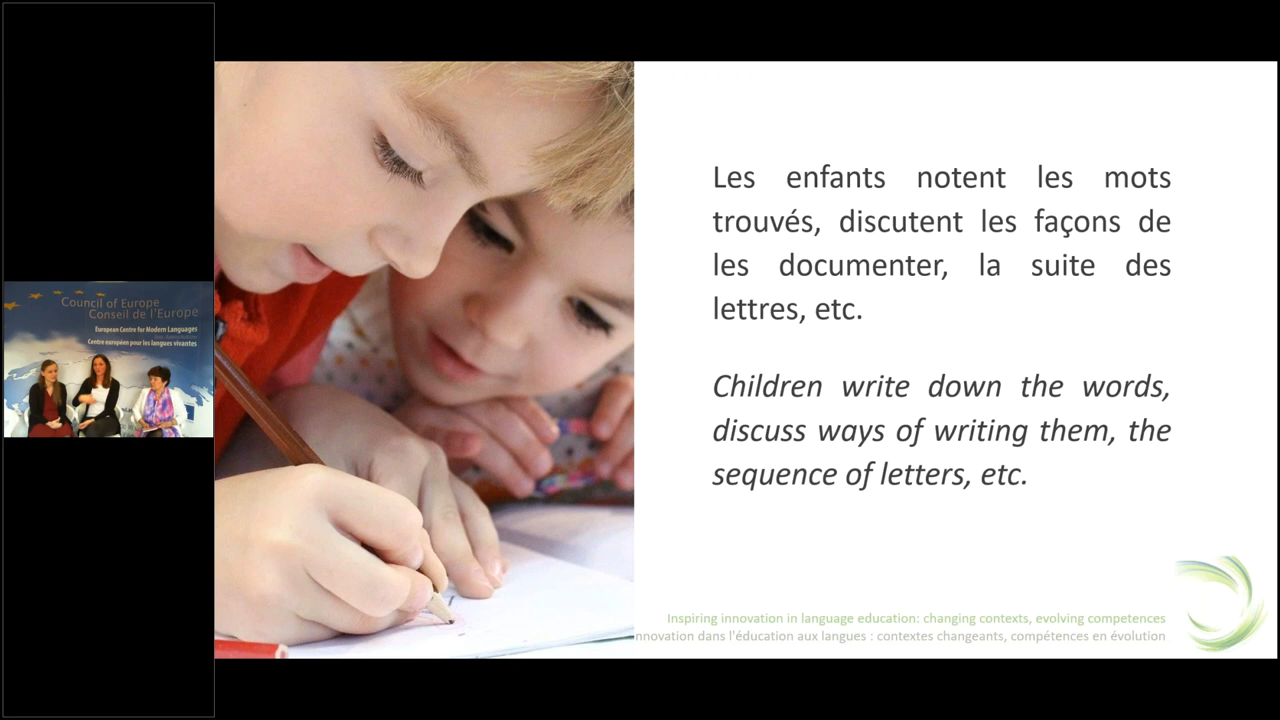 Council of Europe
Conseil de l'Europe
European Centre for Modern Languages
Centre européen pour les langues vivantes
Les enfants notent les mots
trouvés, discutent les façons de
les documenter, la suite des
lettres, etc.
Children write down the words,
discuss ways of writing them, the
sequence of letters, etc.
Inspiring innovation in language education: changing contexts, evolving competences
nnovation dans l'éducation aux langues : contextes changeants, compétences en évolution